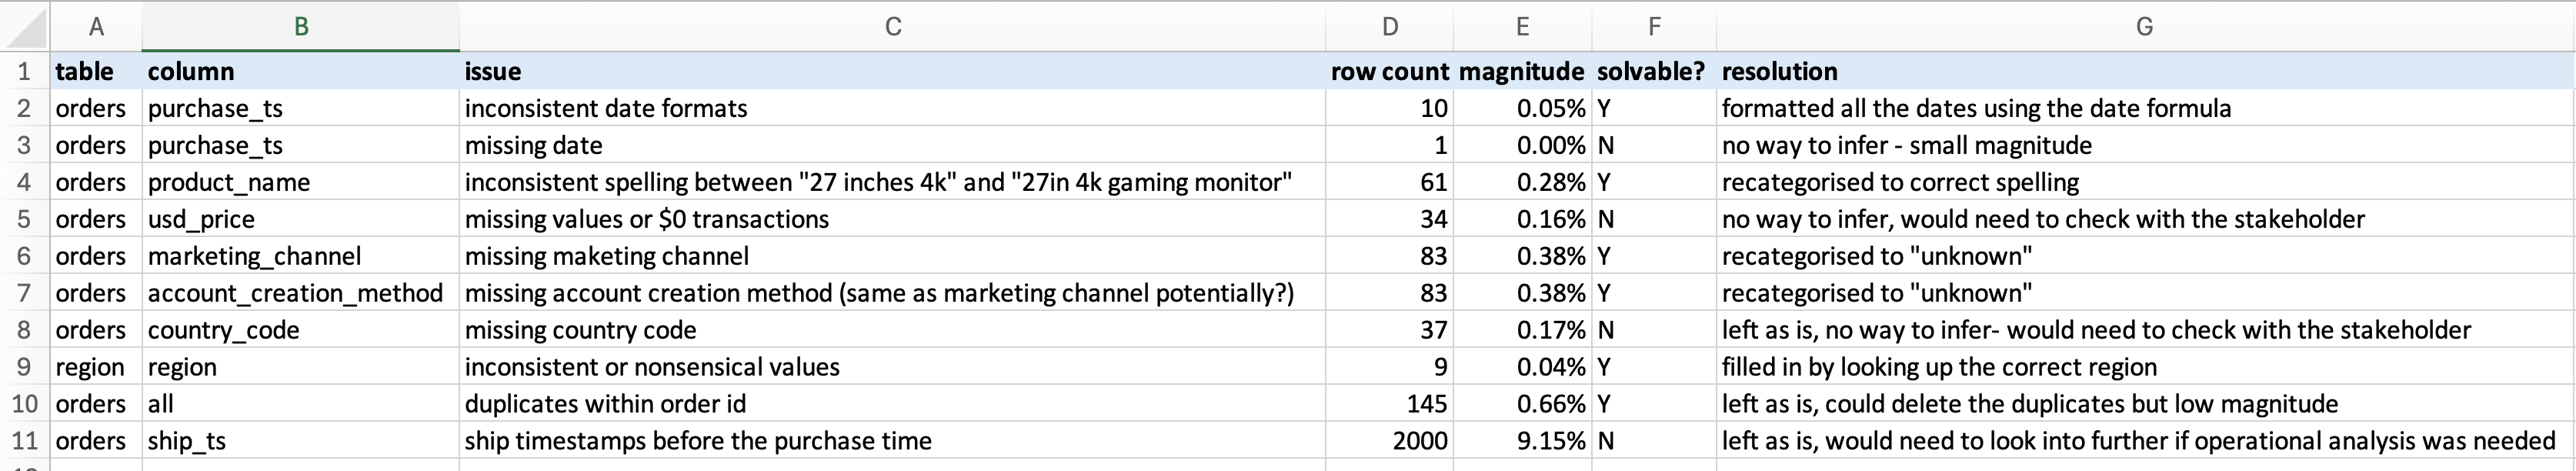 A B C D E F G
1 table column issue row count magnitude solvable? resolution
2 orders purchase_ts inconsistent date formats 10 0.05% Y formatted all the dates using the date formula
3 orders purchase_ts missing date 1 0.00% N no way to infer - small magnitude
4 orders product_name inconsistent spelling between "27 inches 4k" and "27in 4k gaming monitor" 61 0.28% Y recategorised to correct spelling
5 orders usd_price missing values or $0 transactions 34 0.16% N no way to infer, would need to check with the stakeholder
6 orders marketing_channel missing maketing channel 83 0.38% Y recategorised to "unknown"
7 orders account_creation_method missing account creation method (same as marketing channel potentially?) 83 0.38% Y recategorised to "unknown"
8 orders country_code missing country code 37 0.17% N left as is, no way to infer- would need to check with the stakeholder
9 region region inconsistent or nonsensical values 9 0.04% Y filled in by looking up the correct region
10 orders all duplicates within order id 145 0.66% Y left as is, could delete the duplicates but low magnitude
11 orders ship_ts ship timestamps before the purchase time 2000 9.15% N left as is, would need to look into further if operational analysis was needed